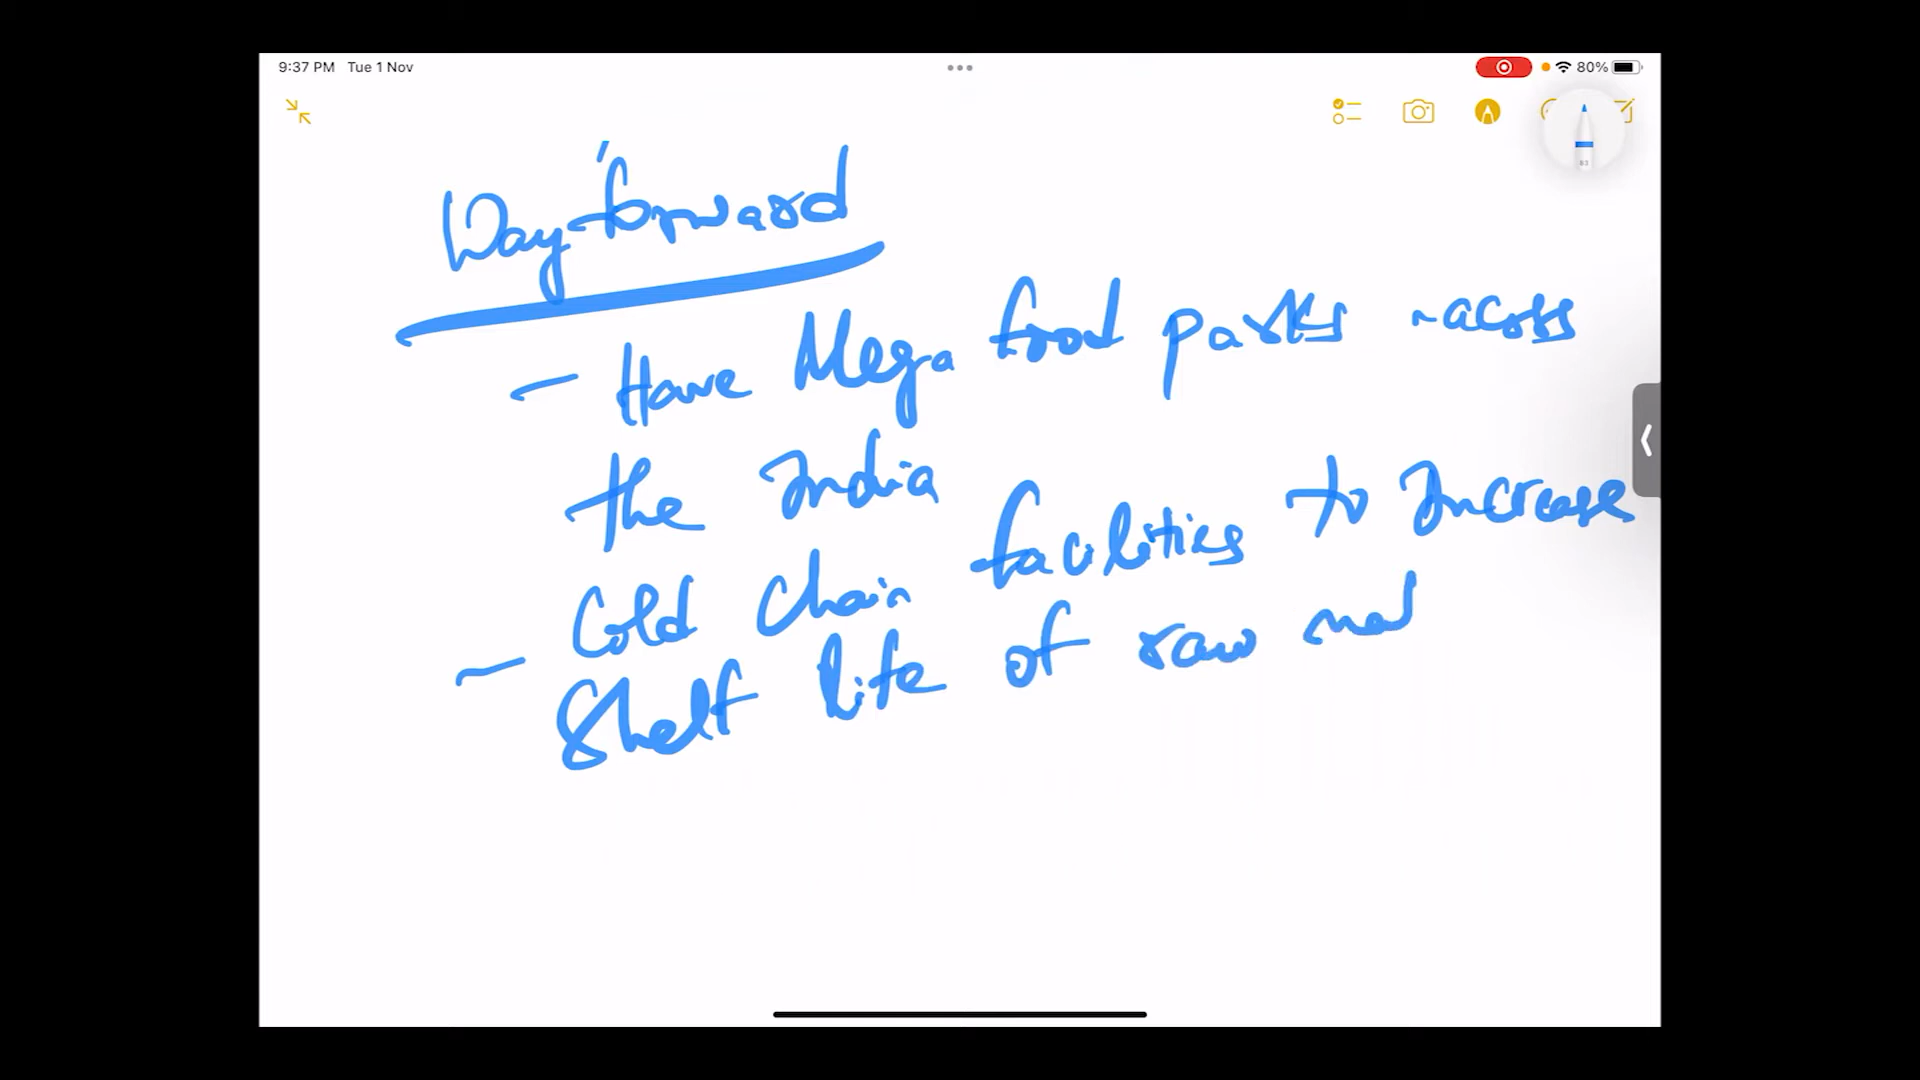 9:37 PM Tue 1 Nov
80%
Way forward
- Have Mega food parks across
the India
- Cold Chain facilities to Increase
Shelf life of raw